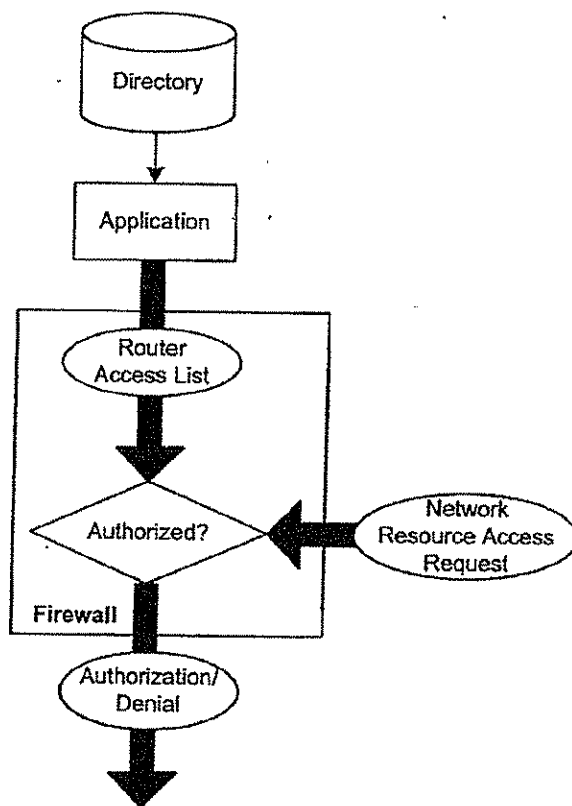 Directory
Application
Router
Access List
Authorized?
Network
Resource Access
Request
Firewall
Authorization/
Denial